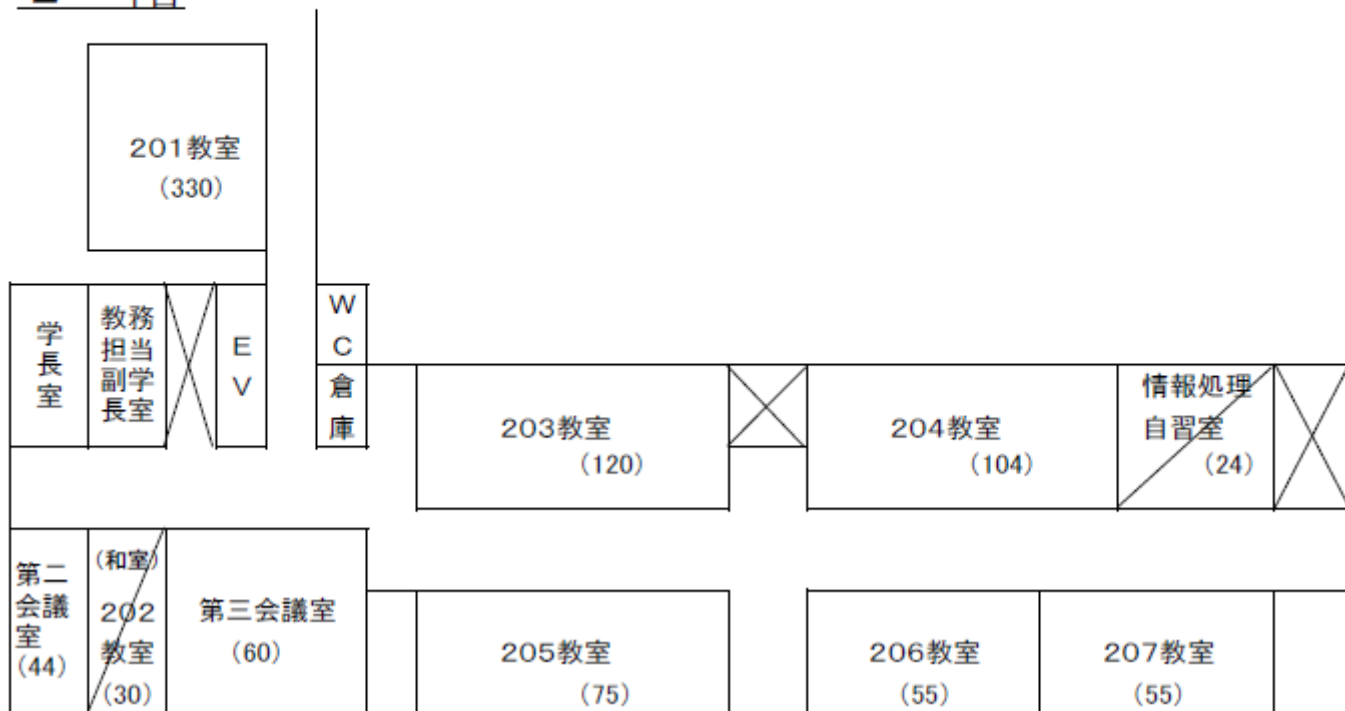 201教室
（330）
学長室
教務担当副学長室
EV
WC
倉庫
203教室
（120）
204教室
（104）
情報処理
自習室
（24）
第二会議室
（44）
（和室）
202
教室
（30）
第三会議室
（60）
205教室
（75）
206教室
（55）
207教室
（55）